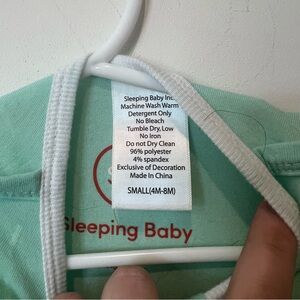 Sleeping Baby Inc.
Machine Wash Warm
Detergent Only
No Bleach
Tumble Dry, Low
No Iron
Do not Dry Clean
96% polyester
4% spandex
Exclusive of Decoration
Made In China
SMALL(4M-8M)
Sleeping Baby